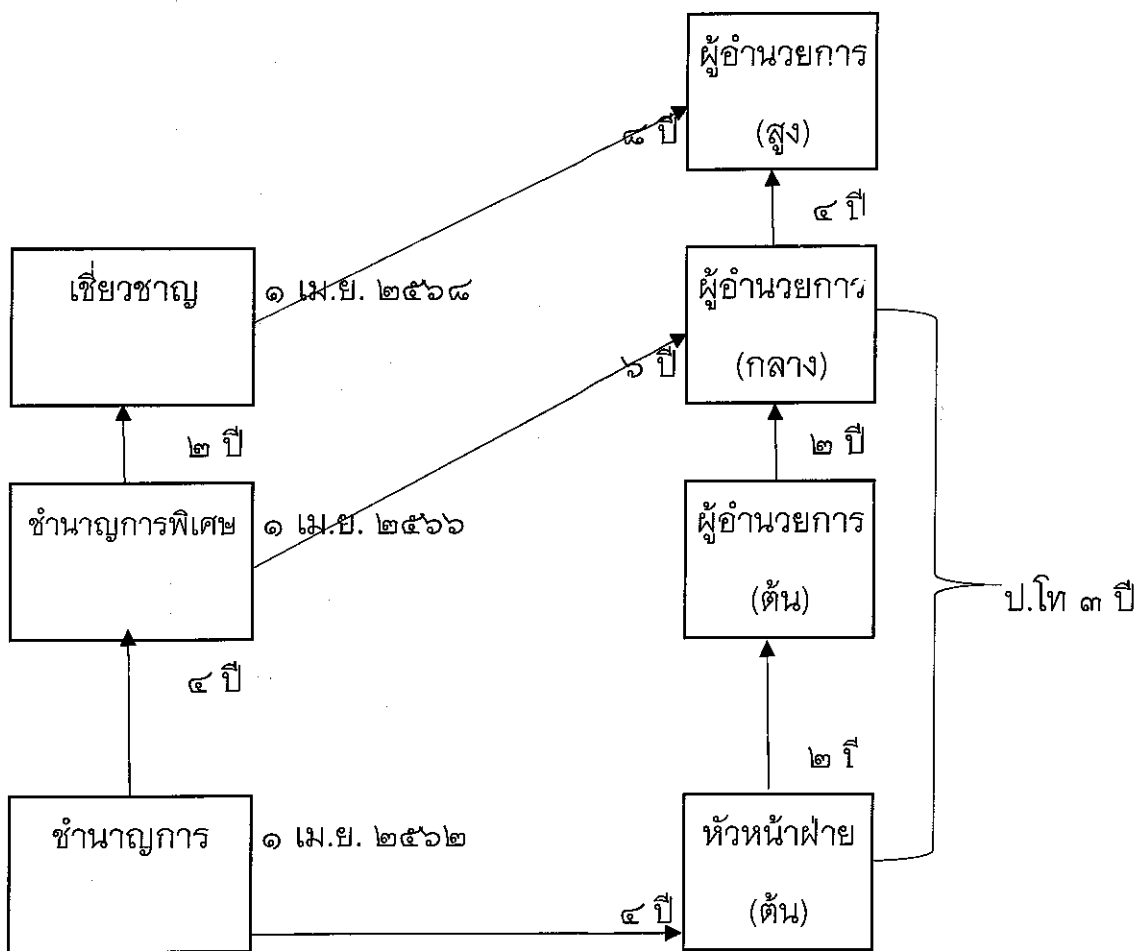 ผู้อำนวยการ
(สูง)
๘ ปี
๔ ปี
เชี่ยวชาญ
๑ เม.ย. ๒๕๖๘
ผู้อำนวยการ
(กลาง)
๖ ปี
๒ ปี
๒ ปี
ชำนาญการพิเศษ
๑ เม.ย. ๒๕๖๖
ผู้อำนวยการ
(ต้น)
ป.โท ๓ ปี
๔ ปี
๒ ปี
ชำนาญการ
๑ เม.ย. ๒๕๖๒
หัวหน้าฝ่าย
(ต้น)
๔ ปี